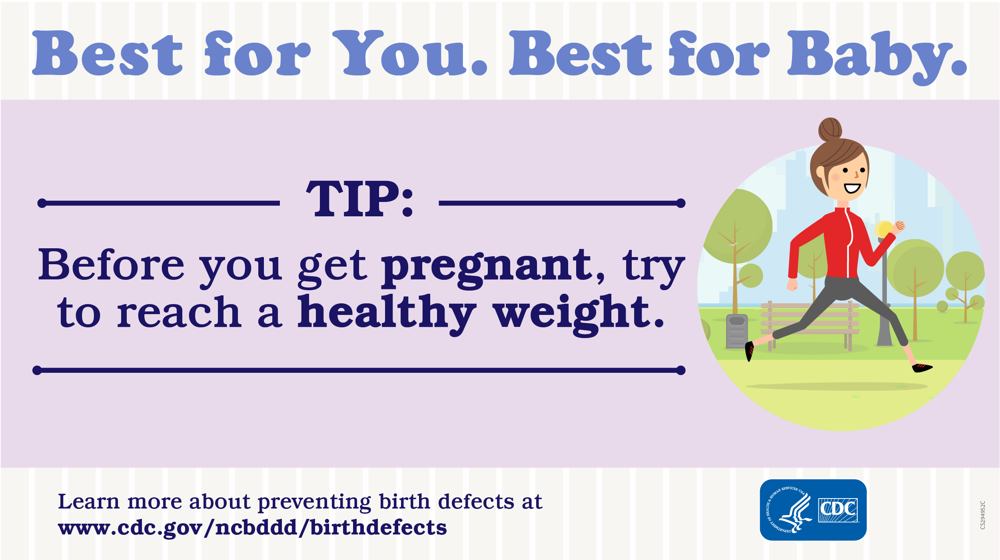 Best for You. Best for Baby.
TIP:
Before you get pregnant, try
to reach a healthy weight.
Learn more about preventing birth defects at
www.cdc.gov/ncbddd/birthdefects
DEPARTMENT OF HEALTH & HUMAN SERVICES · USA
CDC
CS294952C